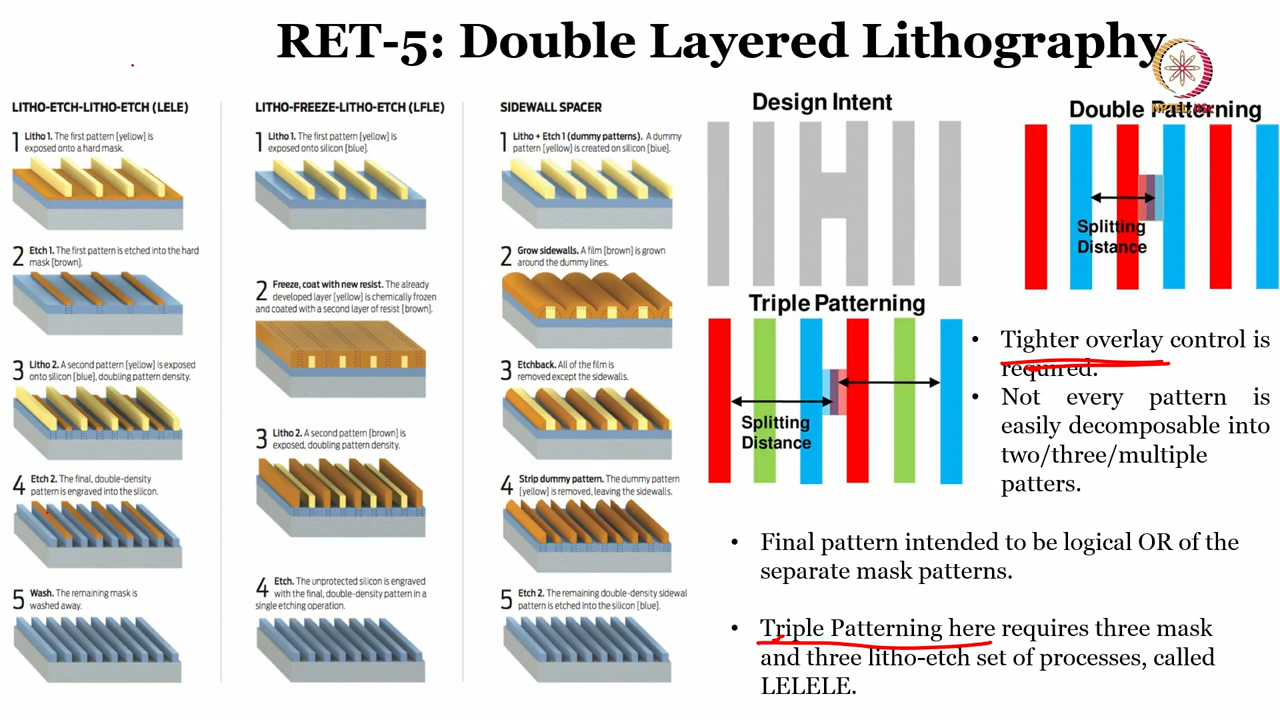 RET-5: Double Layered Lithography
NPTEL IISc
LITHO-ETCH-LITHO-ETCH (LELE)
1 Litho 1. The first pattern [yellow] is
exposed onto a hard mask.
2 Etch 1. The first pattern is etched into the hard
mask [brown].
3 Litho 2. A second pattern [yellow] is exposed
onto silicon [blue], doubling pattern density.
4 Etch 2. The final, double-density
pattern is engraved into the silicon.
5 Wash. The remaining mask is
washed away.
LITHO-FREEZE-LITHO-ETCH (LFLE)
1 Litho 1. The first pattern [yellow] is
exposed onto silicon [blue].
2 Freeze, coat with new resist. The already
developed layer [yellow] is chemically frozen
and coated with a second layer of resist [brown].
3 Litho 2. A second pattern [brown] is
exposed, doubling pattern density.
4 Etch. The unprotected silicon is engraved
with the final, double-density pattern in a
single etching operation.
SIDEWALL SPACER
1 Litho + Etch 1 (dummy patterns). A dummy
pattern [yellow] is created on silicon [blue].
2 Grow sidewalls. A film [brown] is grown
around the dummy lines.
3 Etchback. All of the film is
removed except the sidewalls.
4 Strip dummy pattern. The dummy pattern
[yellow] is removed, leaving the sidewalls.
5 Etch 2. The remaining double-density sidewall
pattern is etched into the silicon [blue].
Design Intent
Double Patterning
Splitting
Distance
Triple Patterning
Splitting
Distance
• Tighter overlay control is
required.
• Not every pattern is
easily decomposable into
two/three/multiple
patters.
• Final pattern intended to be logical OR of the
separate mask patterns.
• Triple Patterning here requires three mask
and three litho-etch set of processes, called
LELELE.